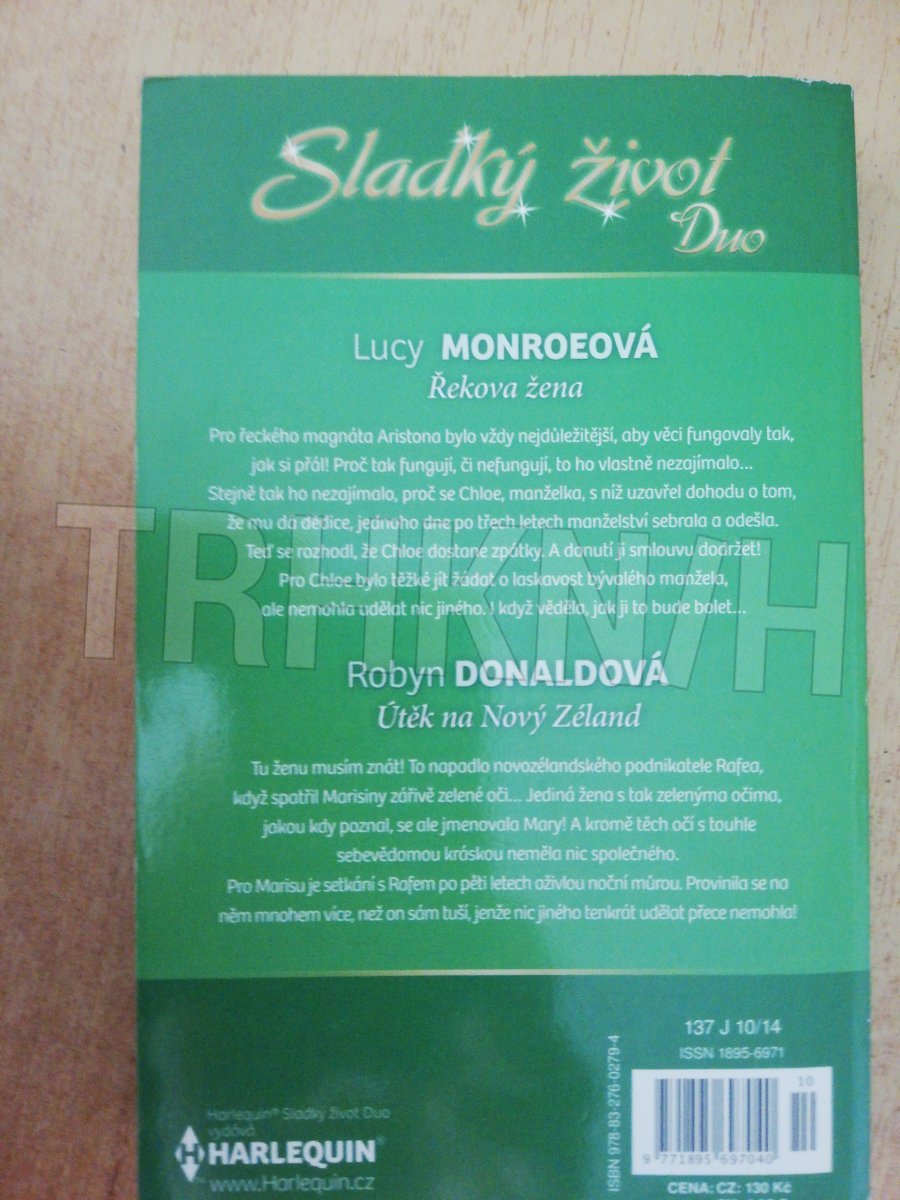 Sladký život
Duo
Lucy MONROEOVÁ
Řekova žena
Pro řeckého magnáta Aristona bylo vždy nejdůležitější, aby věci fungovaly tak,
jak si přál! Proč tak fungují, či nefungují, to ho vlastně nezajímalo...
Stejně tak ho nezajímalo, proč se Chloe, manželka, s níž uzavřel dohodu o tom,
že mu dá dědice, jednoho dne po třech letech manželství sebrala a odešla.
Teď se rozhodl, že Chloe dostane zpátky. A donutí ji smlouvu dodržet!
Pro Chloe bylo těžké jít žádat o laskavost bývalého manžela,
ale nemohla udělat nic jiného. I když věděla, jak ji to bude bolet...
TRHKNIH
Robyn DONALDOVÁ
Útěk na Nový Zéland
Tu ženu musím znát! To napadlo novozélandského podnikatele Rafea,
když spatřil Marisiny zářivě zelené oči... Jediná žena s tak zelenýma očima,
jakou kdy poznal, se ale jmenovala Mary! A kromě těch očí s touhle
sebevědomou kráskou neměla nic společného.
Pro Marisu je setkání s Rafem po pěti letech oživlou noční můrou. Provinila se na
něm mnohem více, než on sám tuší, jenže nic jiného tenkrát udělat přece nemohla!
137 J 10/14
ISSN 1895-6971
ISBN 978-83-276-0279-4
10
9 771895 697040
CENA: CZ: 130 Kč
Harlequin® Sladký život Duo
vydává
HARLEQUIN®
www.Harlequin.cz